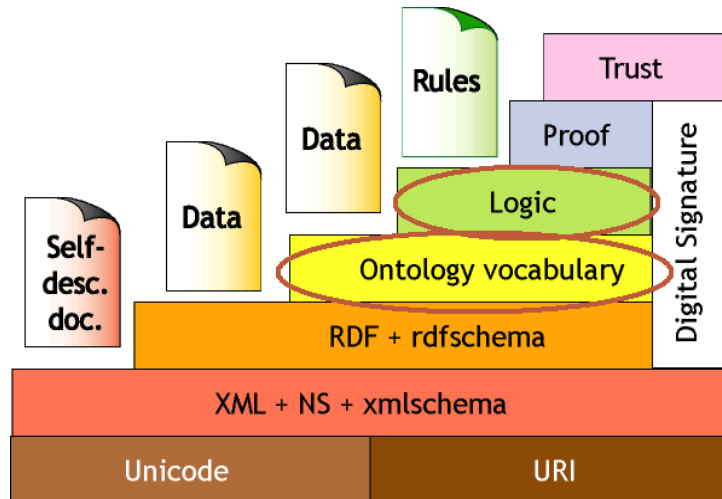 Trust
Rules
Proof
Data
Logic
Digital Signature
Data
Self-
desc.
doc.
Ontology vocabulary
RDF + rdfschema
XML + NS + xmlschema
Unicode
URI